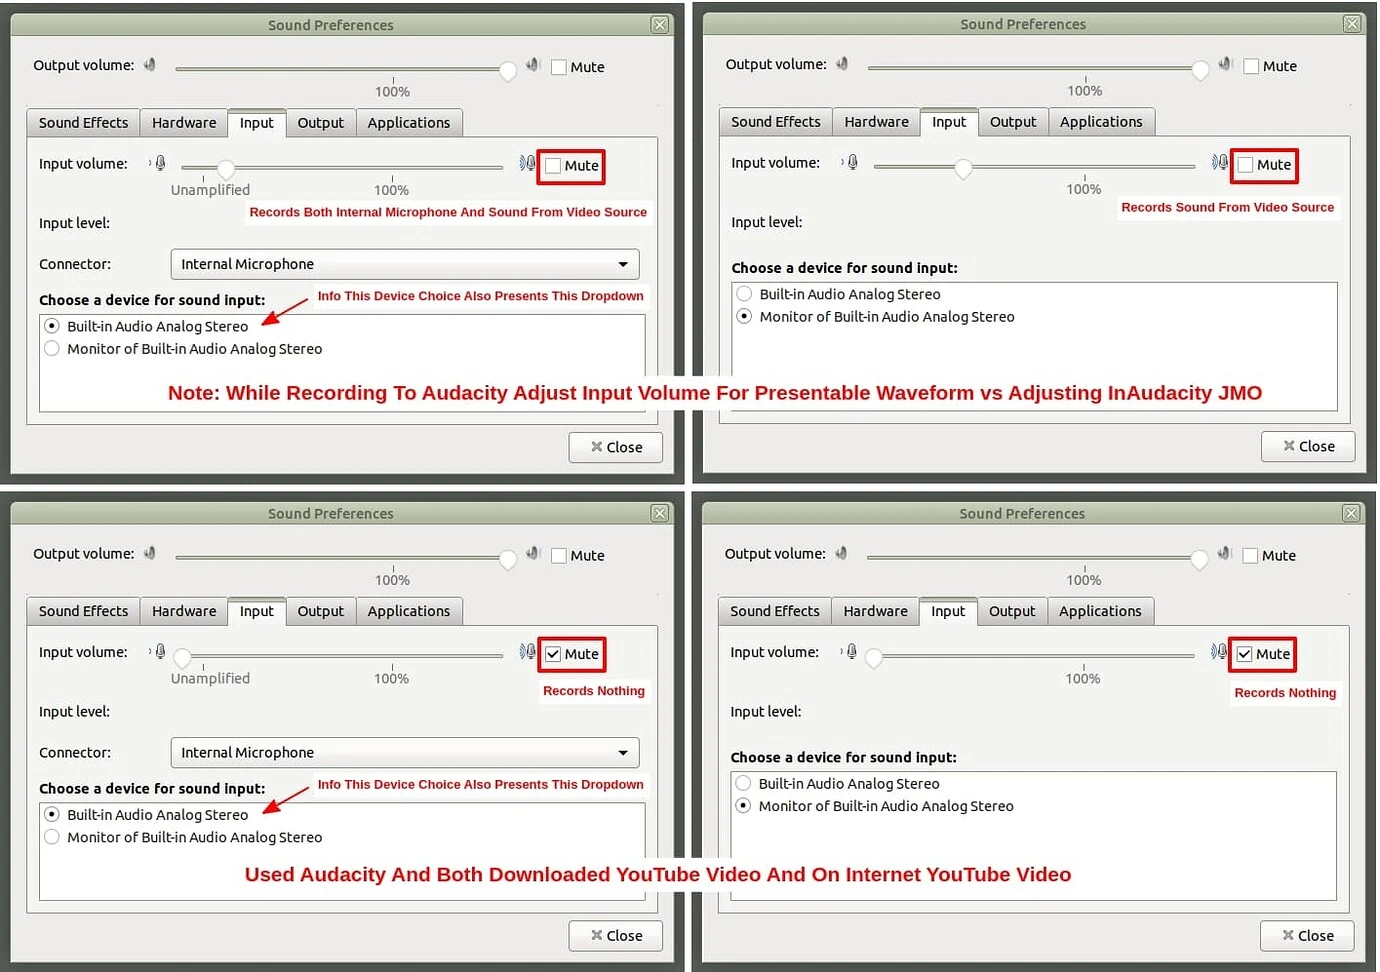 Sound Preferences
Output volume: Mute
100%
Sound Effects Hardware Input Output Applications
Input volume: Mute
Unamplified 100%
Records Both Internal Microphone And Sound From Video Source
Input level:
Connector: Internal Microphone
Choose a device for sound input: Info This Device Choice Also Presents This Dropdown
Built-in Audio Analog Stereo
Monitor of Built-in Audio Analog Stereo
Close
Sound Preferences
Output volume: Mute
100%
Sound Effects Hardware Input Output Applications
Input volume: Mute
100%
Records Sound From Video Source
Input level:
Choose a device for sound input:
Built-in Audio Analog Stereo
Monitor of Built-in Audio Analog Stereo
Note: While Recording To Audacity Adjust Input Volume For Presentable Waveform vs Adjusting InAudacity JMO
Close
Sound Preferences
Output volume: Mute
100%
Sound Effects Hardware Input Output Applications
Input volume: Mute
Unamplified 100%
Records Nothing
Input level:
Connector: Internal Microphone
Choose a device for sound input: Info This Device Choice Also Presents This Dropdown
Built-in Audio Analog Stereo
Monitor of Built-in Audio Analog Stereo
Close
Sound Preferences
Output volume: Mute
100%
Sound Effects Hardware Input Output Applications
Input volume: Mute
100%
Records Nothing
Input level:
Choose a device for sound input:
Built-in Audio Analog Stereo
Monitor of Built-in Audio Analog Stereo
Used Audacity And Both Downloaded YouTube Video And On Internet YouTube Video
Close